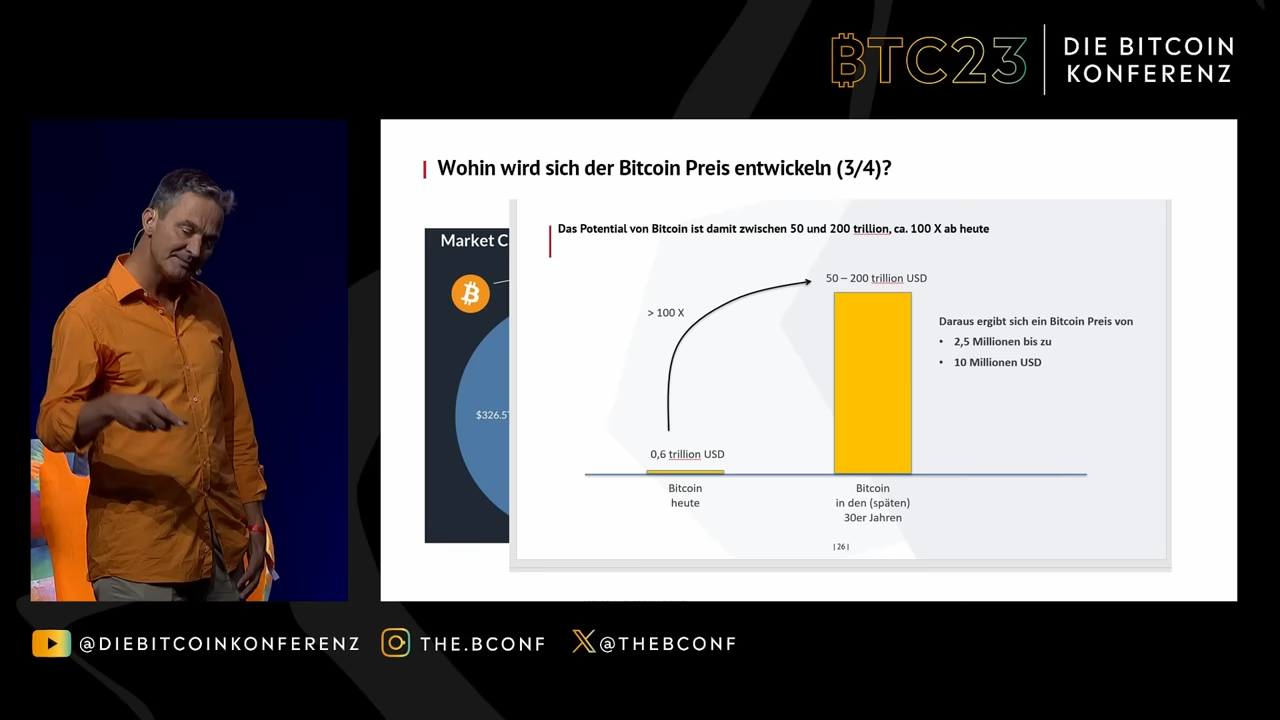 BTC23
DIE BITCOIN
KONFERENZ
Wohin wird sich der Bitcoin Preis entwickeln (3/4)?
Market C
$326.5
Das Potential von Bitcoin ist damit zwischen 50 und 200 trillion, ca. 100 X ab heute
50 – 200 trillion USD
> 100 X
Daraus ergibt sich ein Bitcoin Preis von
• 2,5 Millionen bis zu
• 10 Millionen USD
0,6 trillion USD
Bitcoin
heute
Bitcoin
in den (späten)
30er Jahren
| 26 |
@DIEBITCOINKONFERENZ
THE.BCONF
@THEBCONF